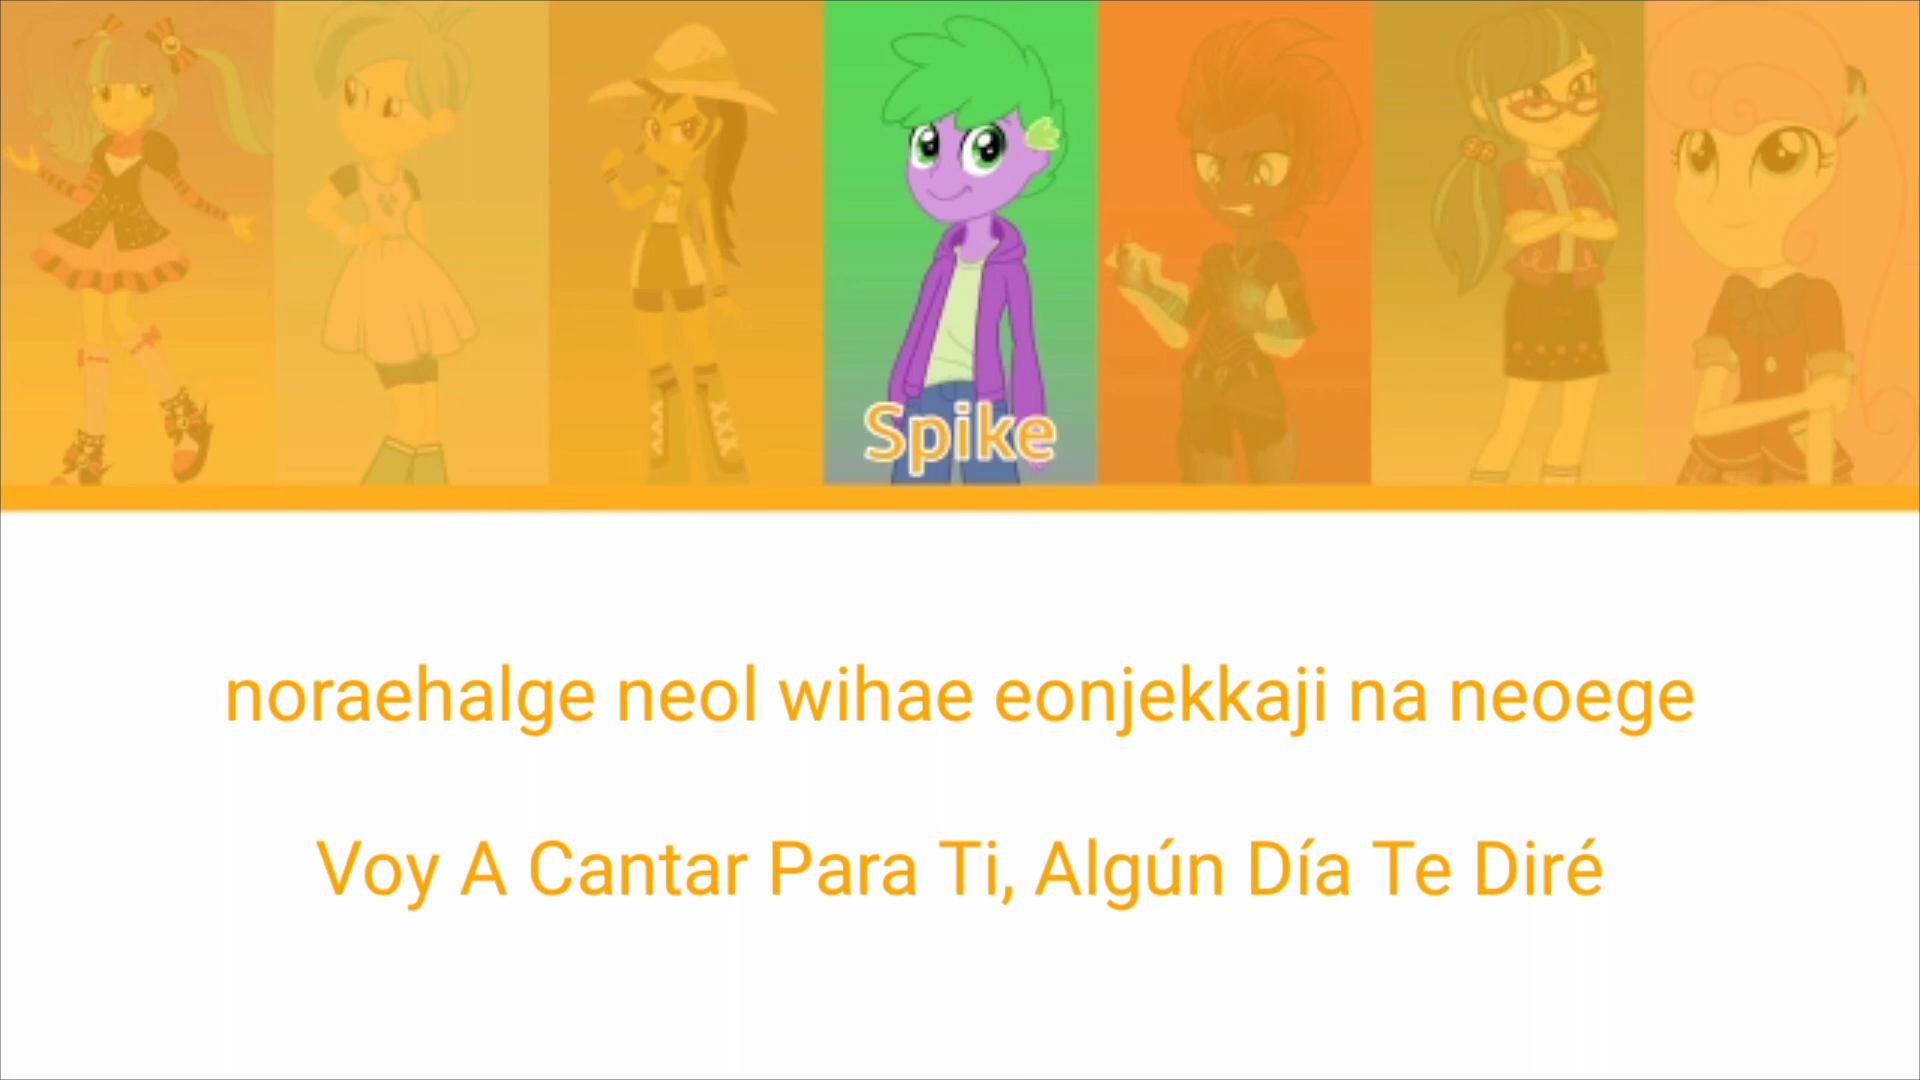 Spike
noraehalge neol wihae eonjekkaji na neoege
Voy A Cantar Para Ti, Algún Día Te Diré